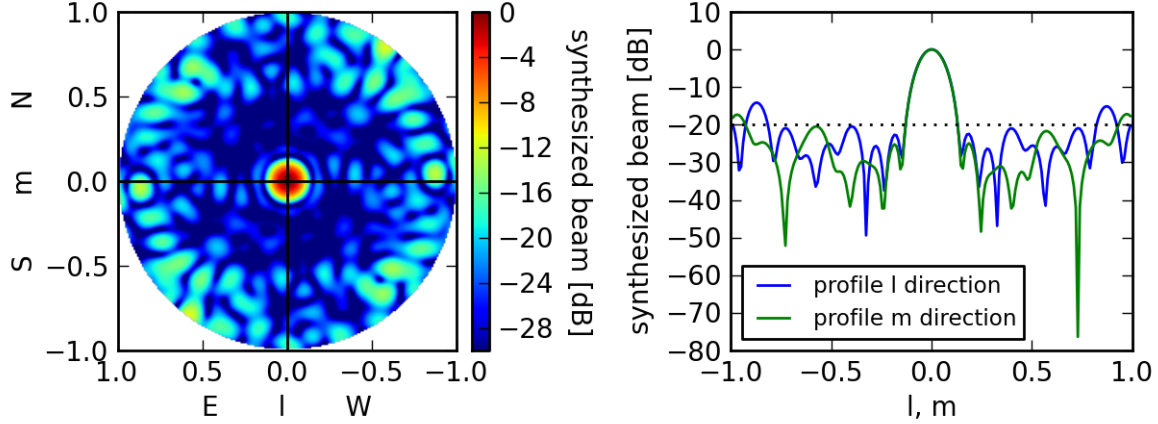 1.0
0.5
0.0
−0.5
−1.0
N
m
S
1.0 0.5 0.0 −0.5 −1.0
E l W
0
−4
−8
−12
−16
−20
−24
−28
synthesized beam [dB]
10
0
−10
−20
−30
−40
−50
−60
−70
−80
synthesized beam [dB]
profile l direction
profile m direction
−1.0 −0.5 0.0 0.5 1.0
l, m